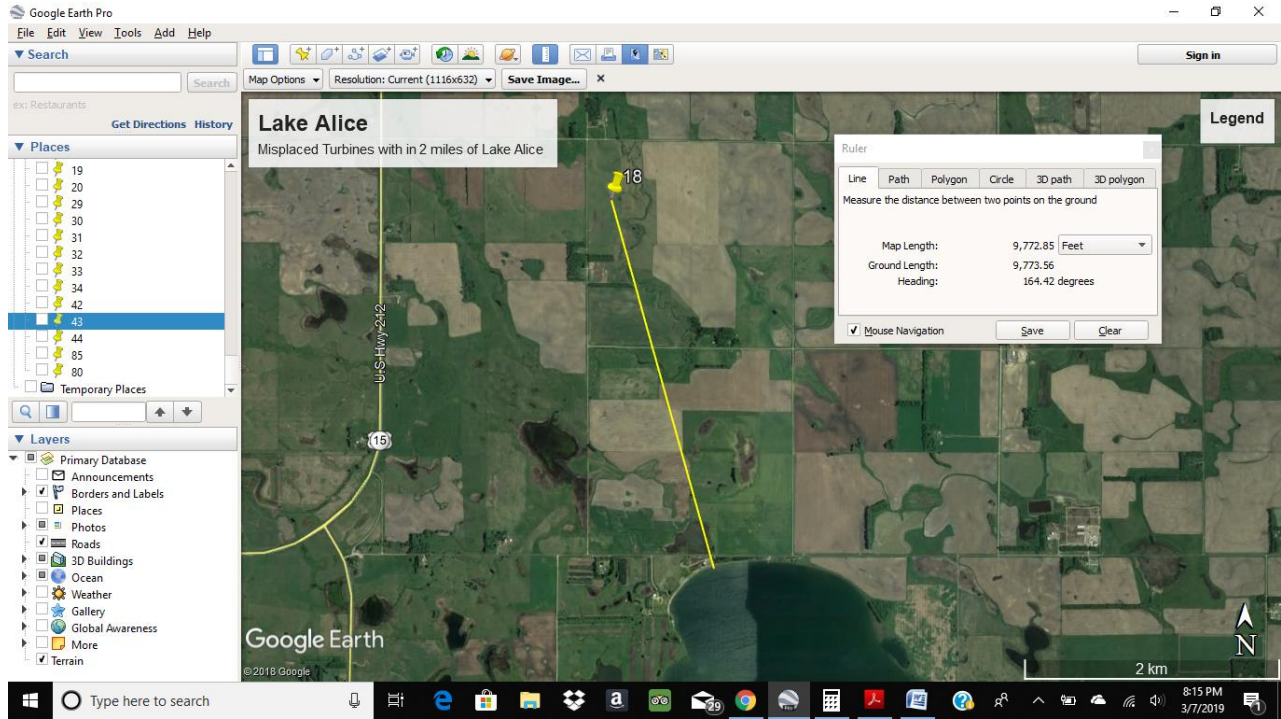 Google Earth Pro
File Edit View Tools Add Help
Search
Search
ex: Restaurants
Get Directions History
Places
19
20
29
30
31
32
33
34
42
43
44
85
80
Temporary Places
Layers
Primary Database
Announcements
Borders and Labels
Places
Photos
Roads
3D Buildings
Ocean
Weather
Gallery
Global Awareness
More
Terrain
Sign in
Map Options Resolution: Current (1116x632) Save Image...
Lake Alice
Misplaced Turbines with in 2 miles of Lake Alice
Legend
18
U.S. Hwy 212
15
Ruler
Line Path Polygon Circle 3D path 3D polygon
Measure the distance between two points on the ground
Map Length: 9,772.85 Feet
Ground Length: 9,773.56
Heading: 164.42 degrees
Mouse Navigation Save Clear
Google Earth
© 2018 Google
N
2 km
Type here to search
29
8:15 PM
3/7/2019